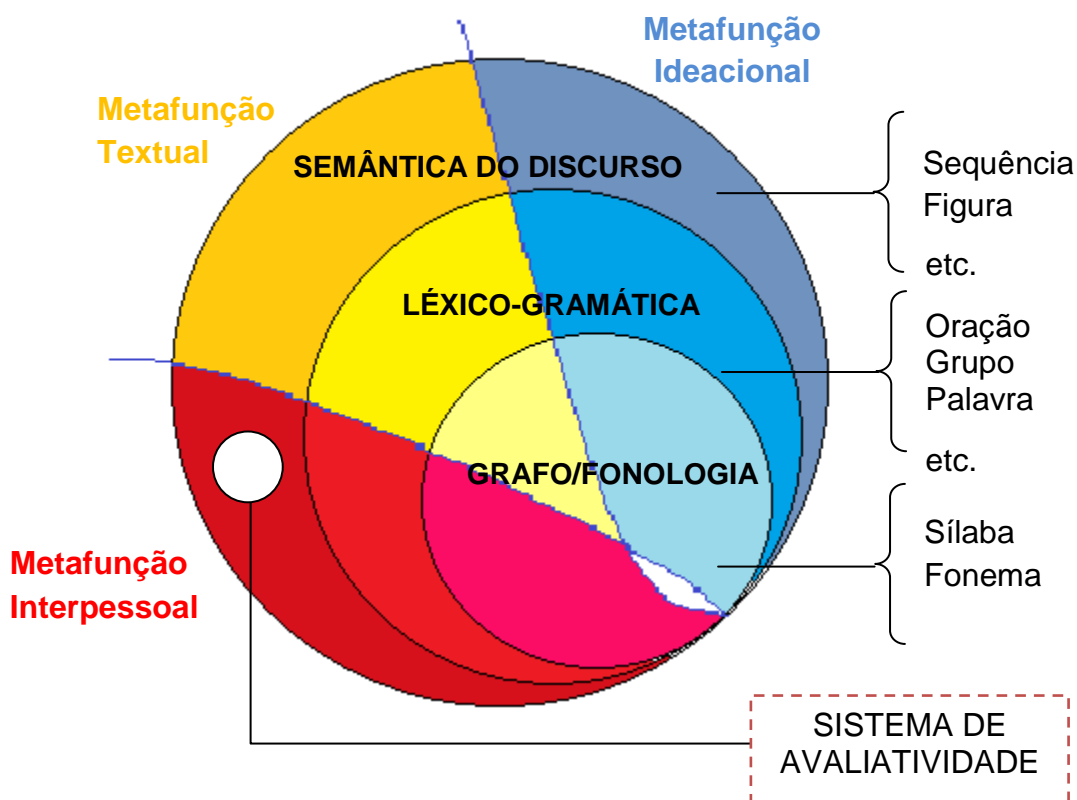 Metafunção
Ideacional
Metafunção
Textual
SEMÂNTICA DO DISCURSO
Sequência
Figura
etc.
LÉXICO-GRAMÁTICA
Oração
Grupo
Palavra
etc.
GRAFO/FONOLOGIA
Sílaba
Fonema
Metafunção
Interpessoal
SISTEMA DE
AVALIATIVIDADE